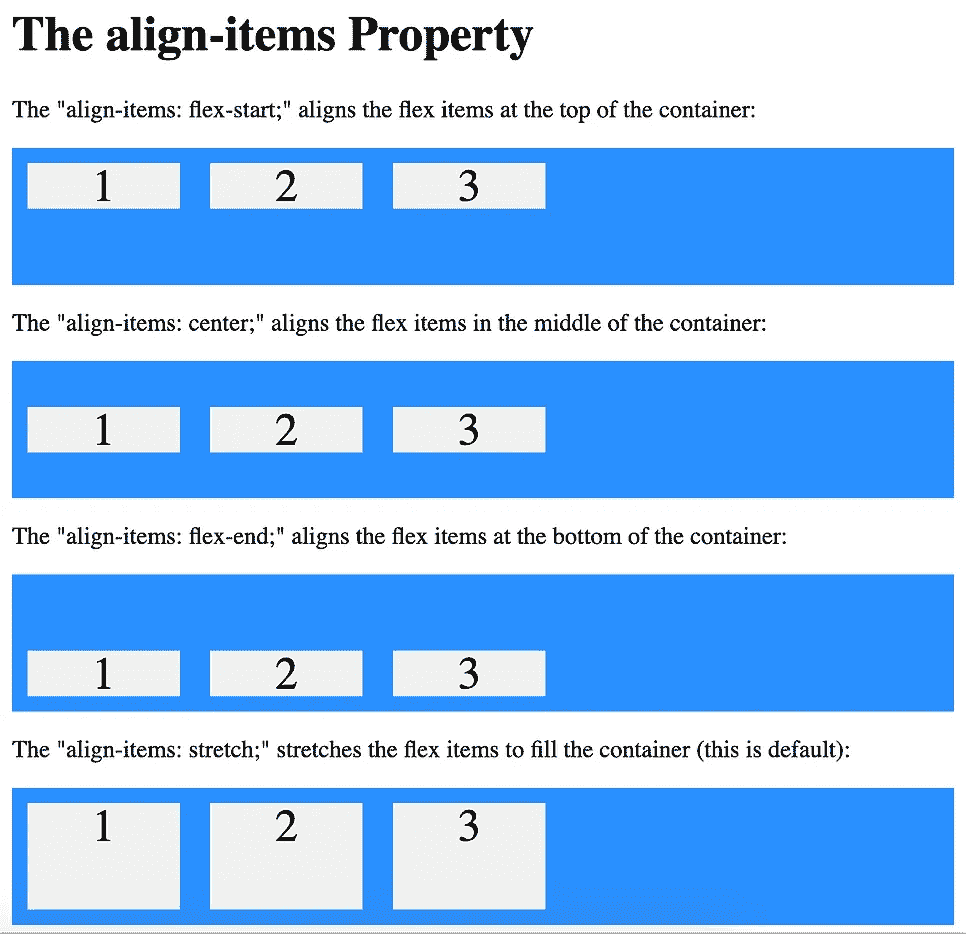 The align-items Property
The "align-items: flex-start;" aligns the flex items at the top of the container:
1 2 3
The "align-items: center;" aligns the flex items in the middle of the container:
1 2 3
The "align-items: flex-end;" aligns the flex items at the bottom of the container:
1 2 3
The "align-items: stretch;" stretches the flex items to fill the container (this is default):
1 2 3